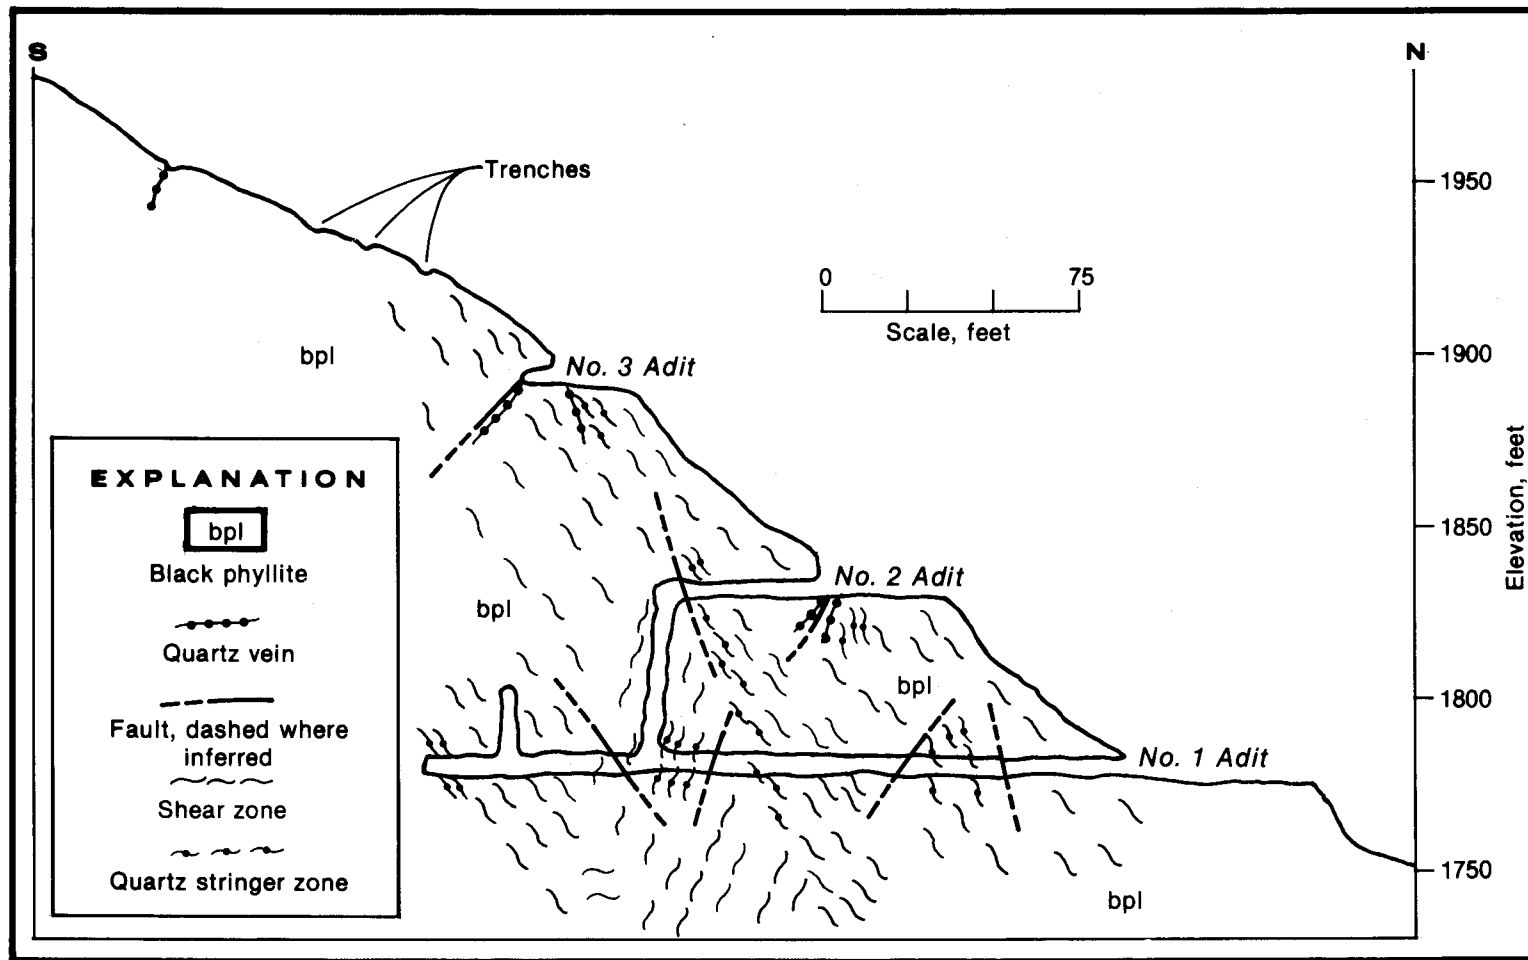 S
N
Trenches
1950
0 75
Scale, feet
bpl
No. 3 Adit
1900
EXPLANATION
bpl
Black phyllite
Quartz vein
Fault, dashed where
inferred
Shear zone
Quartz stringer zone
1850
Elevation, feet
No. 2 Adit
bpl
bpl
1800
No. 1 Adit
1750
bpl